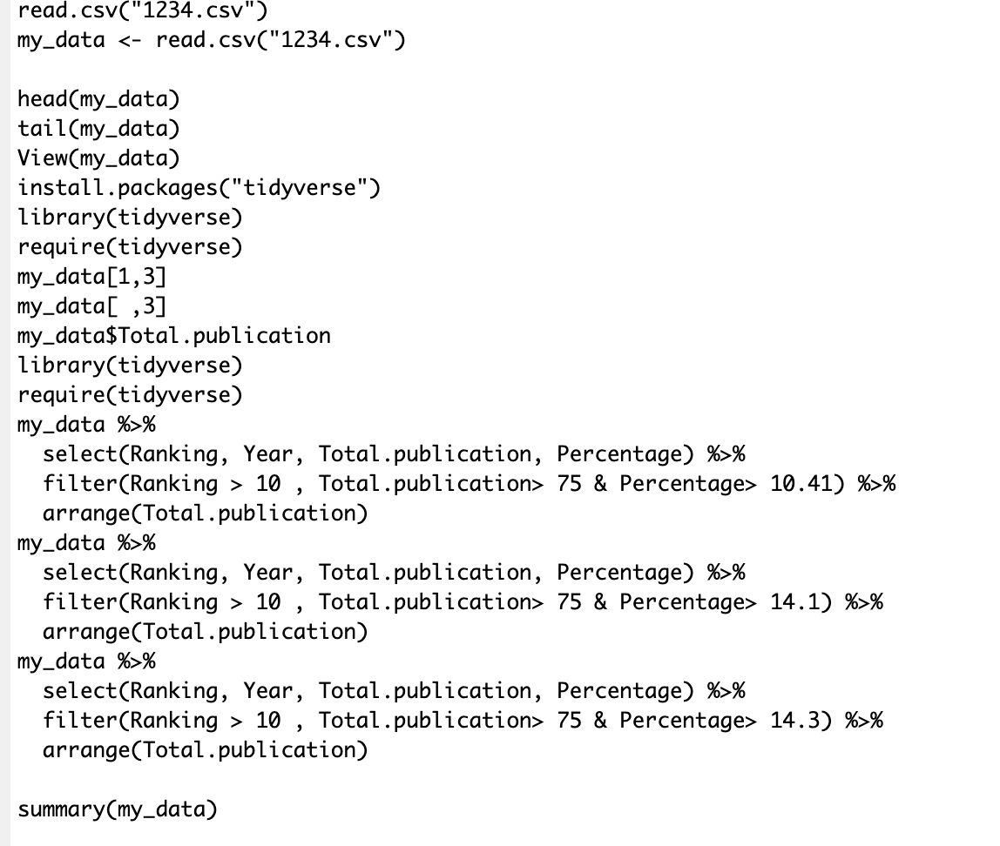 read.csv("1234.csv")
my_data <- read.csv("1234.csv")
head(my_data)
tail(my_data)
View(my_data)
install.packages("tidyverse")
library(tidyverse)
require(tidyverse)
my_data[1,3]
my_data[ ,3]
my_data$Total.publication
library(tidyverse)
require(tidyverse)
my_data %>%
  select(Ranking, Year, Total.publication, Percentage) %>%
  filter(Ranking > 10 , Total.publication> 75 & Percentage> 10.41) %>%
  arrange(Total.publication)
my_data %>%
  select(Ranking, Year, Total.publication, Percentage) %>%
  filter(Ranking > 10 , Total.publication> 75 & Percentage> 14.1) %>%
  arrange(Total.publication)
my_data %>%
  select(Ranking, Year, Total.publication, Percentage) %>%
  filter(Ranking > 10 , Total.publication> 75 & Percentage> 14.3) %>%
  arrange(Total.publication)
summary(my_data)